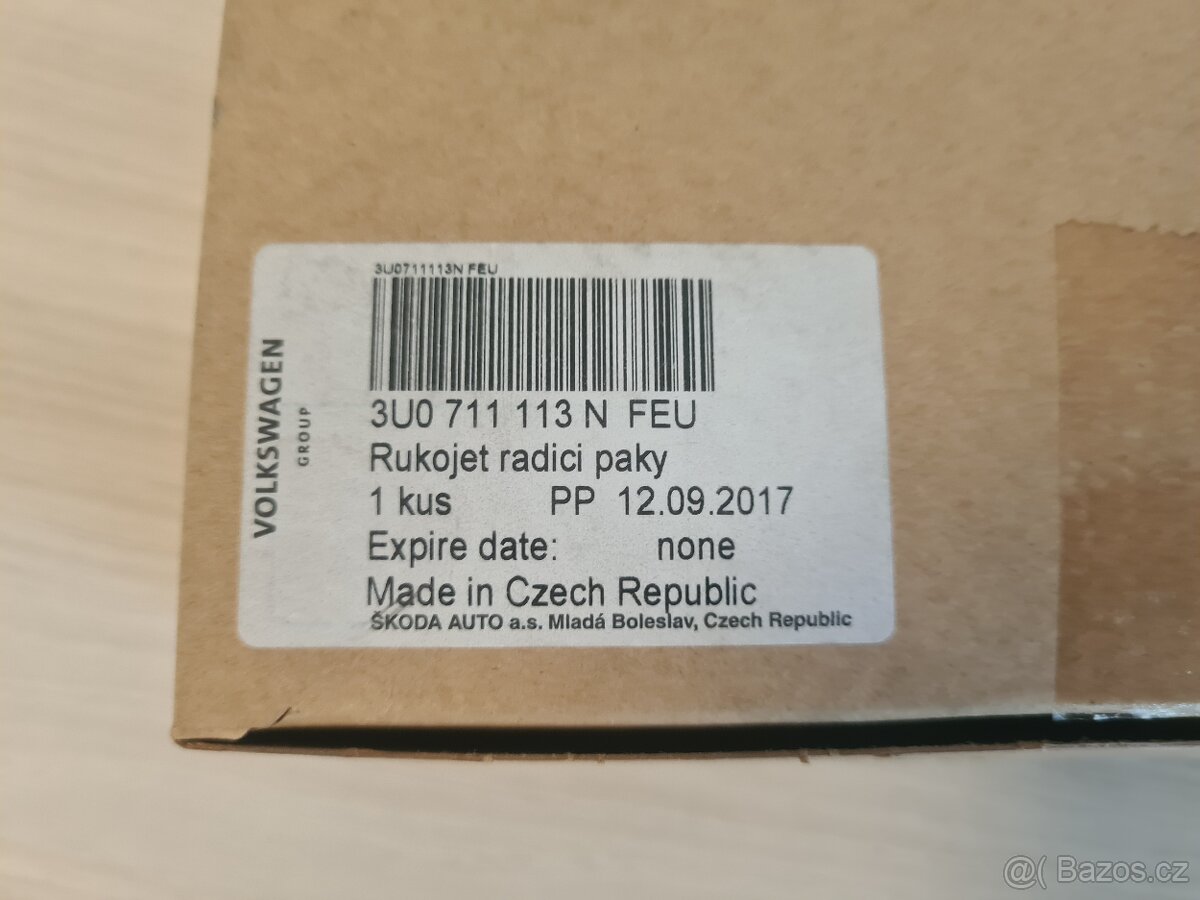 3U0711113N FEU
3U0 711 113 N FEU
Rukojet radici paky
1 kus PP 12.09.2017
Expire date: none
Made in Czech Republic
ŠKODA AUTO a.s. Mladá Boleslav, Czech Republic
VOLKSWAGEN
GROUP
@( Bazos.cz